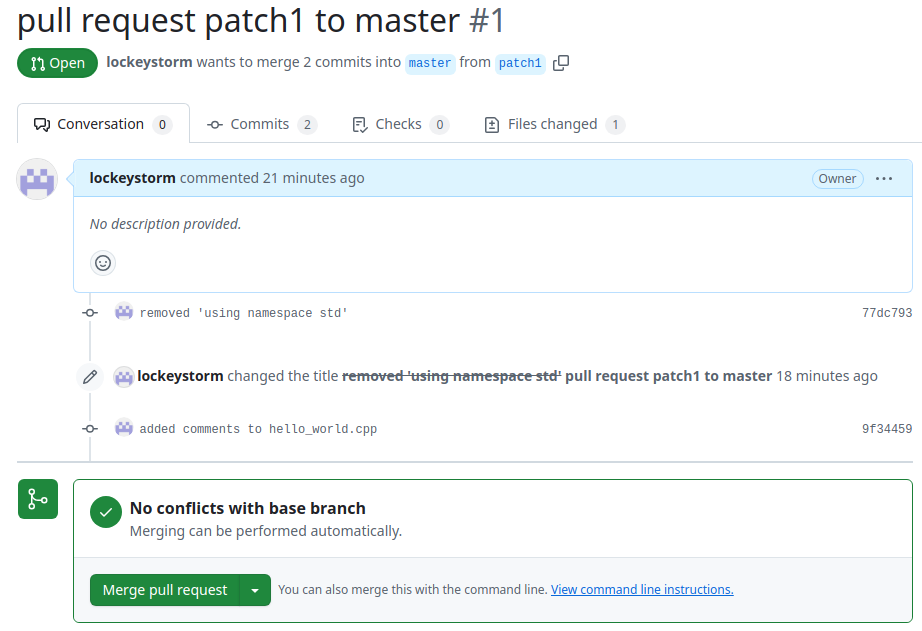 pull request patch1 to master #1
Open lockeystorm wants to merge 2 commits into master from patch1
Conversation 0 Commits 2 Checks 0 Files changed 1
lockeystorm commented 21 minutes ago Owner
No description provided.
removed 'using namespace std' 77dc793
lockeystorm changed the title removed 'using namespace std' pull request patch1 to master 18 minutes ago
added comments to hello_world.cpp 9f34459
No conflicts with base branch
Merging can be performed automatically.
Merge pull request You can also merge this with the command line. View command line instructions.